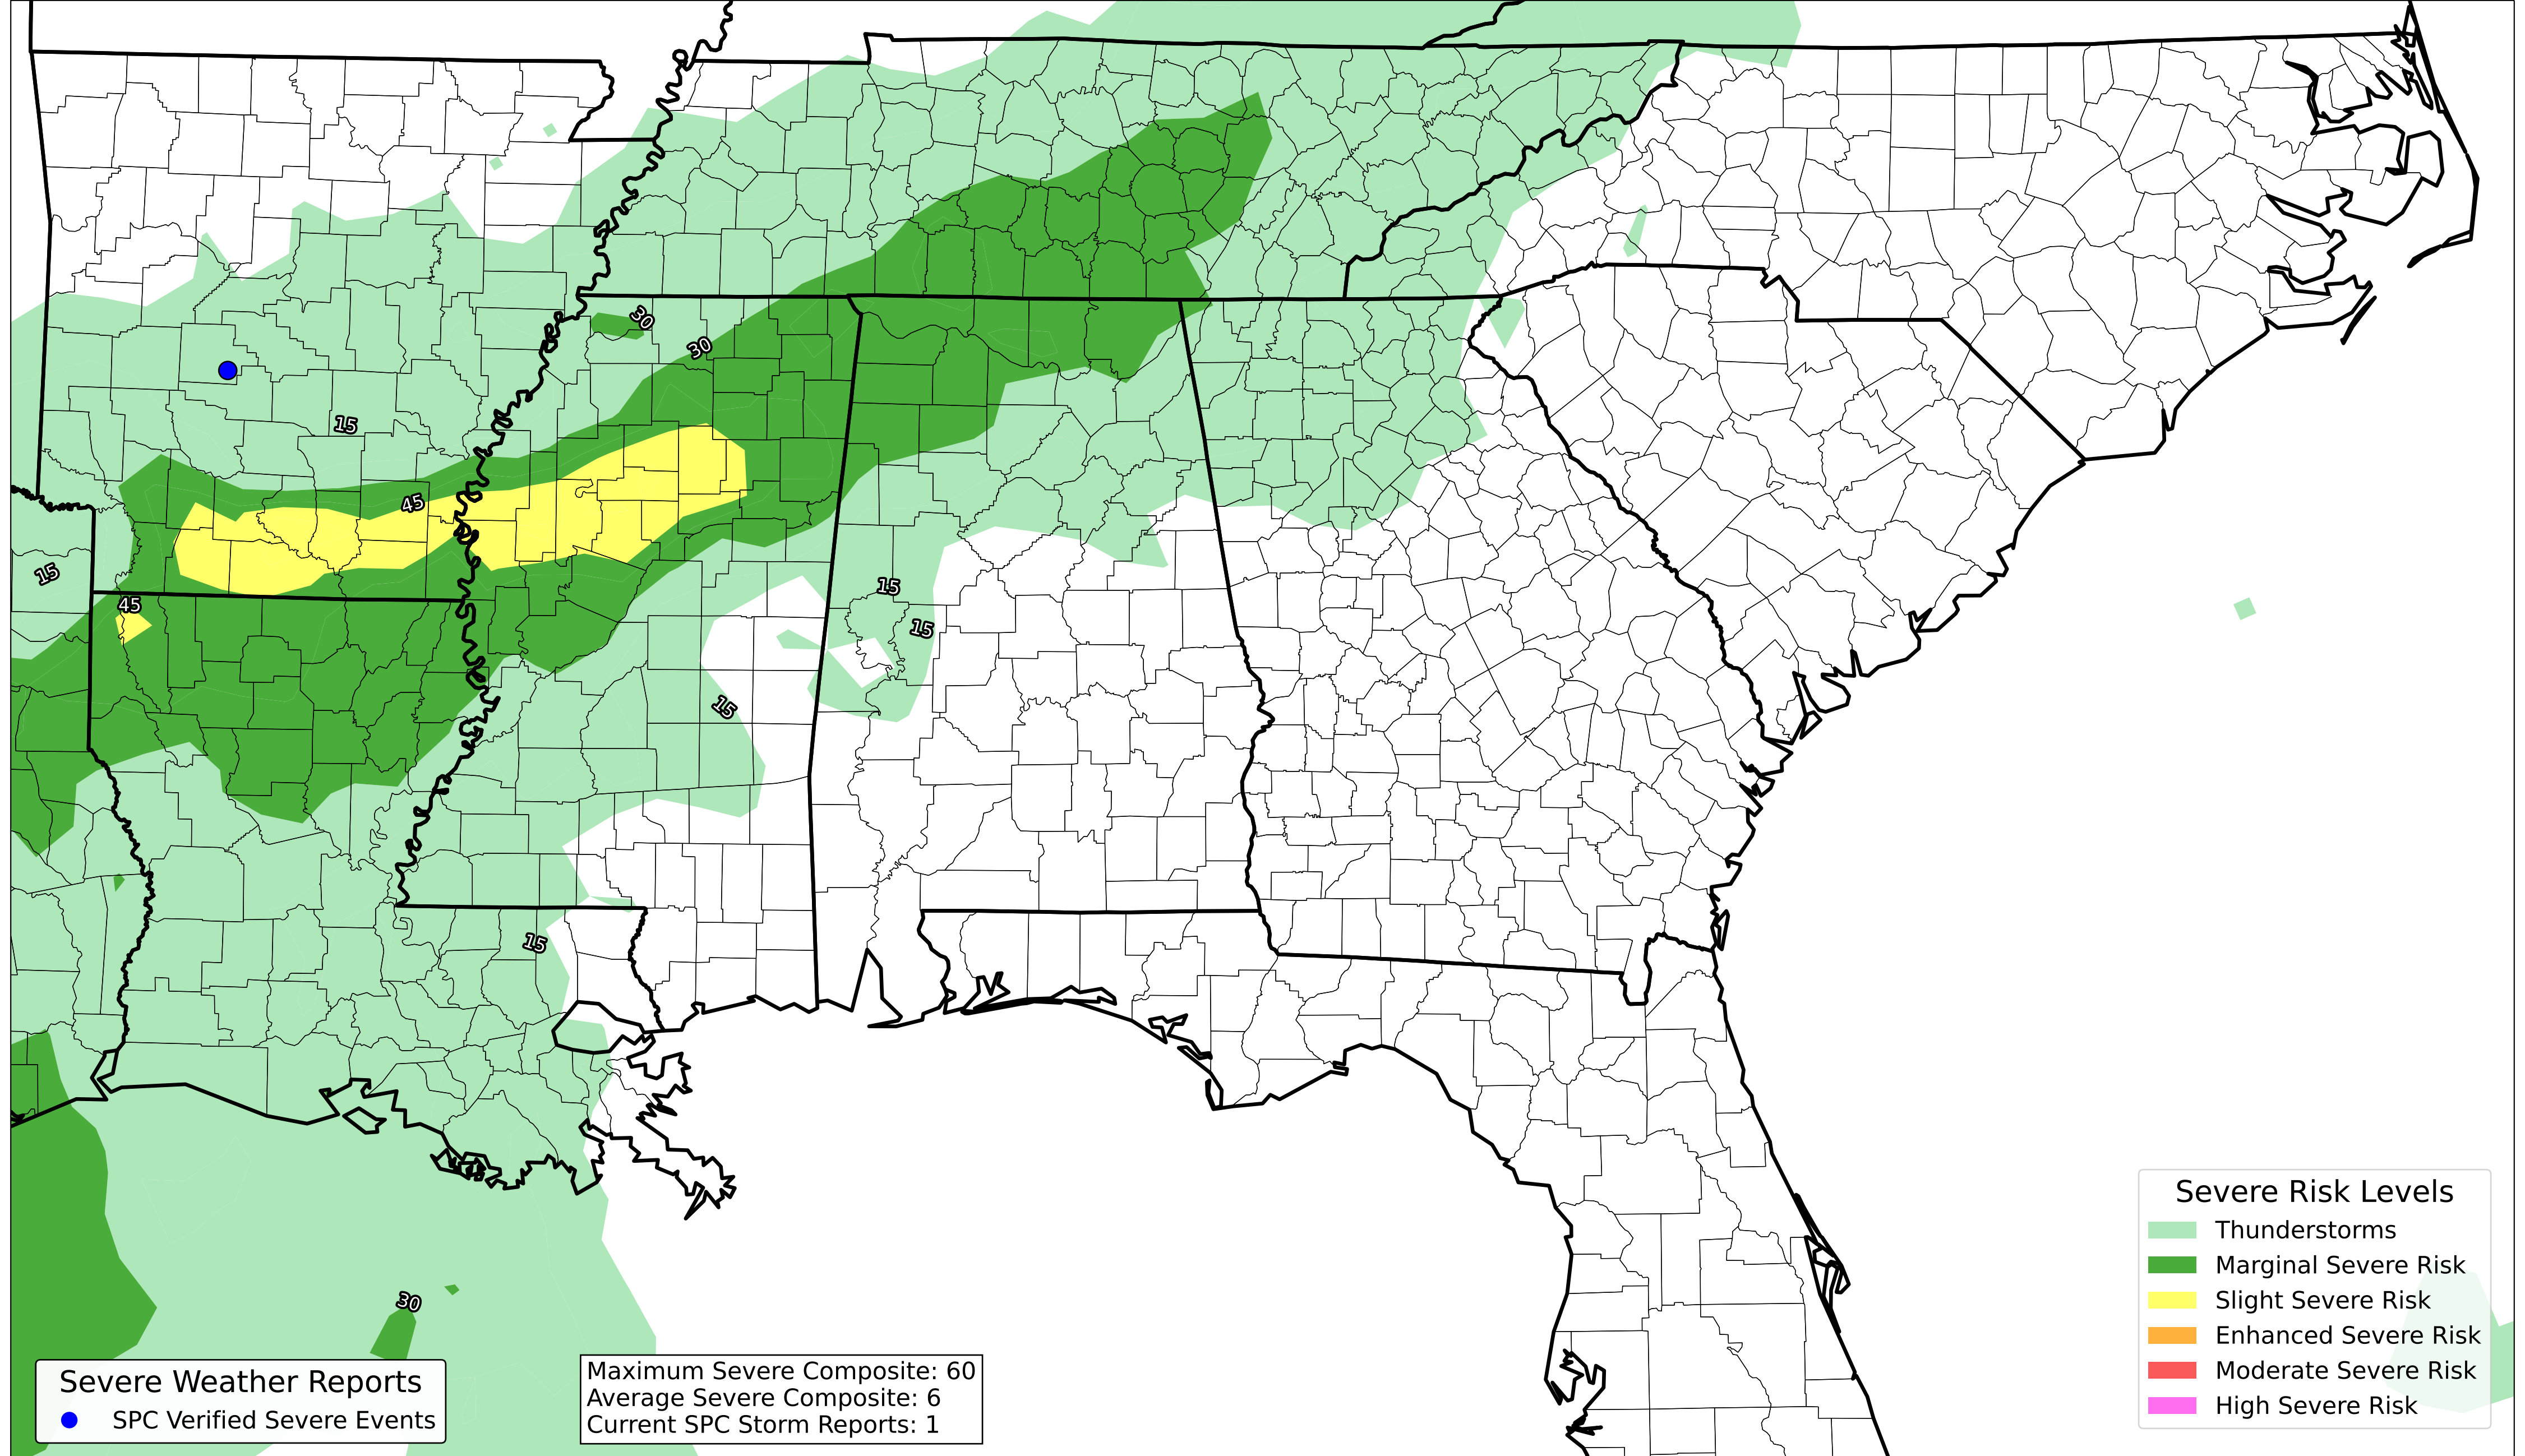 30
30
15
45
15
45
15
15
15
15
30
Severe Weather Reports
SPC Verified Severe Events
Maximum Severe Composite: 60
Average Severe Composite: 6
Current SPC Storm Reports: 1
Severe Risk Levels
Thunderstorms
Marginal Severe Risk
Slight Severe Risk
Enhanced Severe Risk
Moderate Severe Risk
High Severe Risk